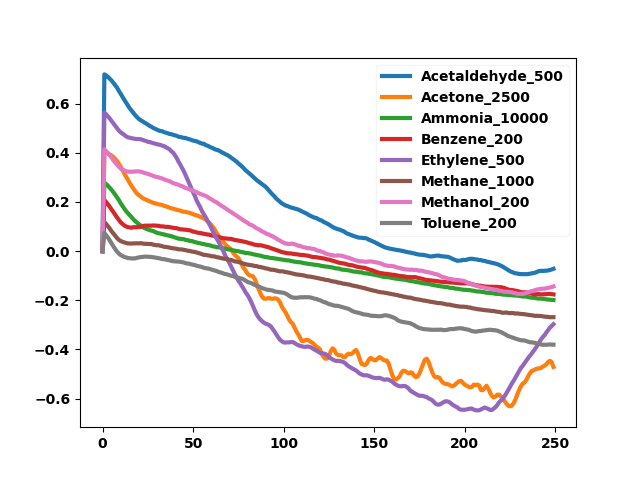 Acetaldehyde_500
Acetone_2500
Ammonia_10000
Benzene_200
Ethylene_500
Methane_1000
Methanol_200
Toluene_200
0.6
0.4
0.2
0.0
−0.2
−0.4
−0.6
0 50 100 150 200 250